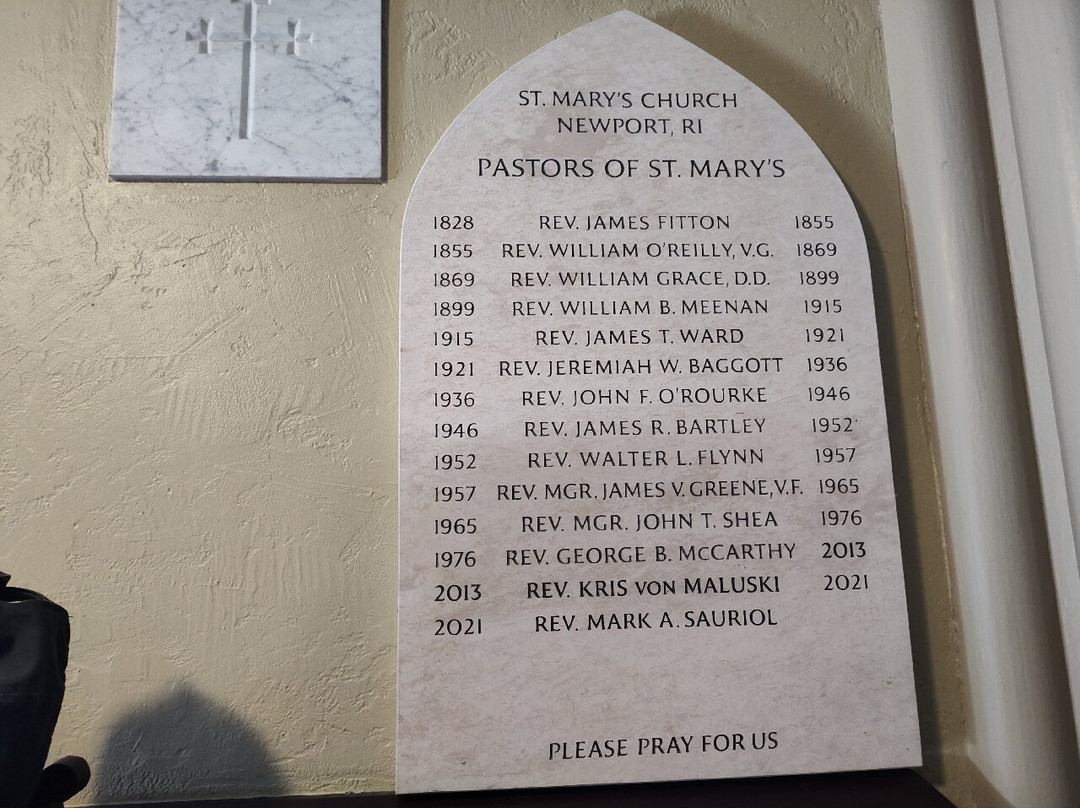 ST. MARY'S CHURCH
NEWPORT, RI
PASTORS OF ST. MARY'S
1828 REV. JAMES FITTON 1855
1855 REV. WILLIAM O'REILLY, V.G. 1869
1869 REV. WILLIAM GRACE, D.D. 1899
1899 REV. WILLIAM B. MEENAN 1915
1915 REV. JAMES T. WARD 1921
1921 REV. JEREMIAH W. BAGGOTT 1936
1936 REV. JOHN F. O'ROURKE 1946
1946 REV. JAMES R. BARTLEY 1952
1952 REV. WALTER L. FLYNN 1957
1957 REV. MGR. JAMES V. GREENE, V.F. 1965
1965 REV. MGR. JOHN T. SHEA 1976
1976 REV. GEORGE B. McCARTHY 2013
2013 REV. KRIS VON MALUSKI 2021
2021 REV. MARK A. SAURIOL
PLEASE PRAY FOR US